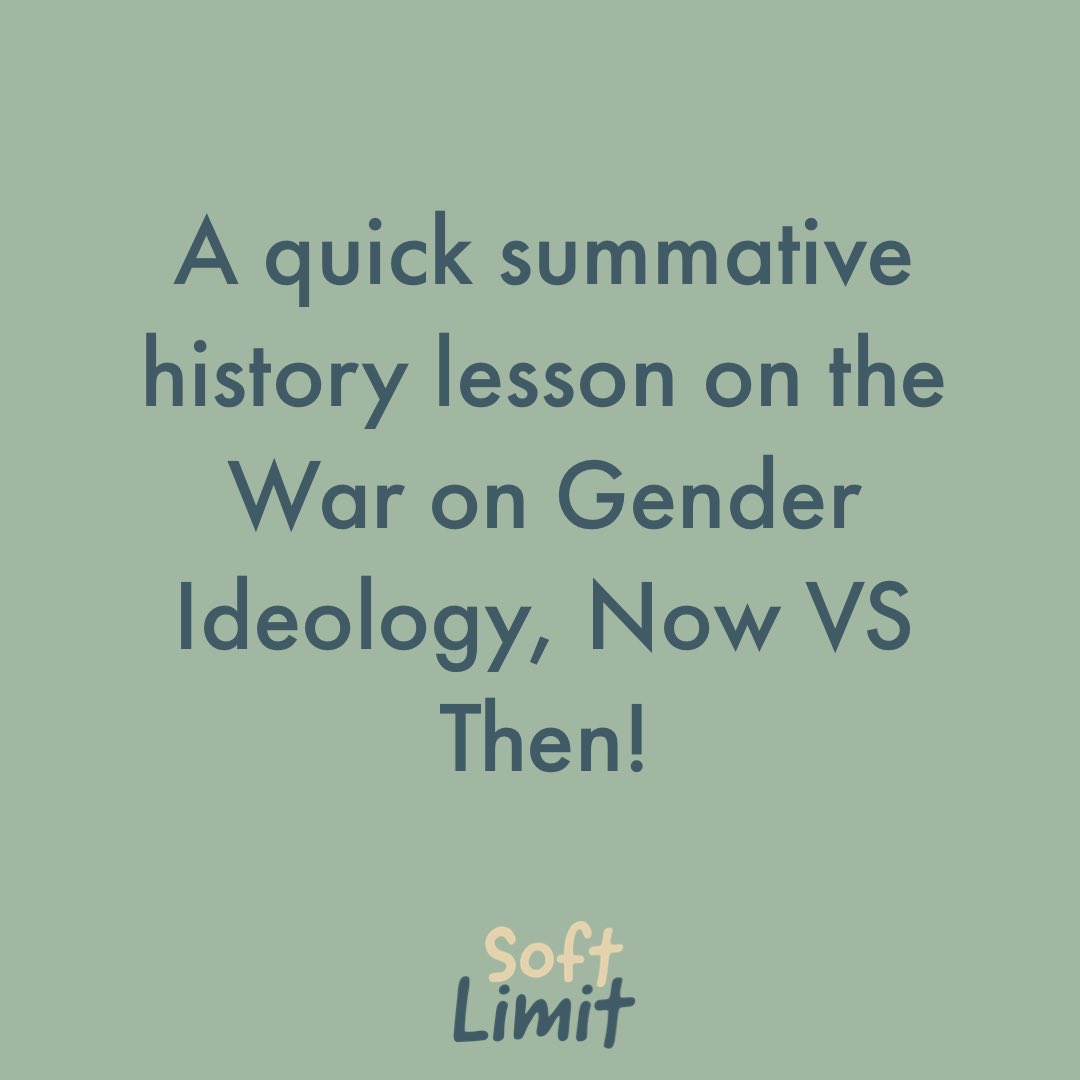 A quick summative
history lesson on the
War on Gender
Ideology, Now VS
Then!
Soft
Limit